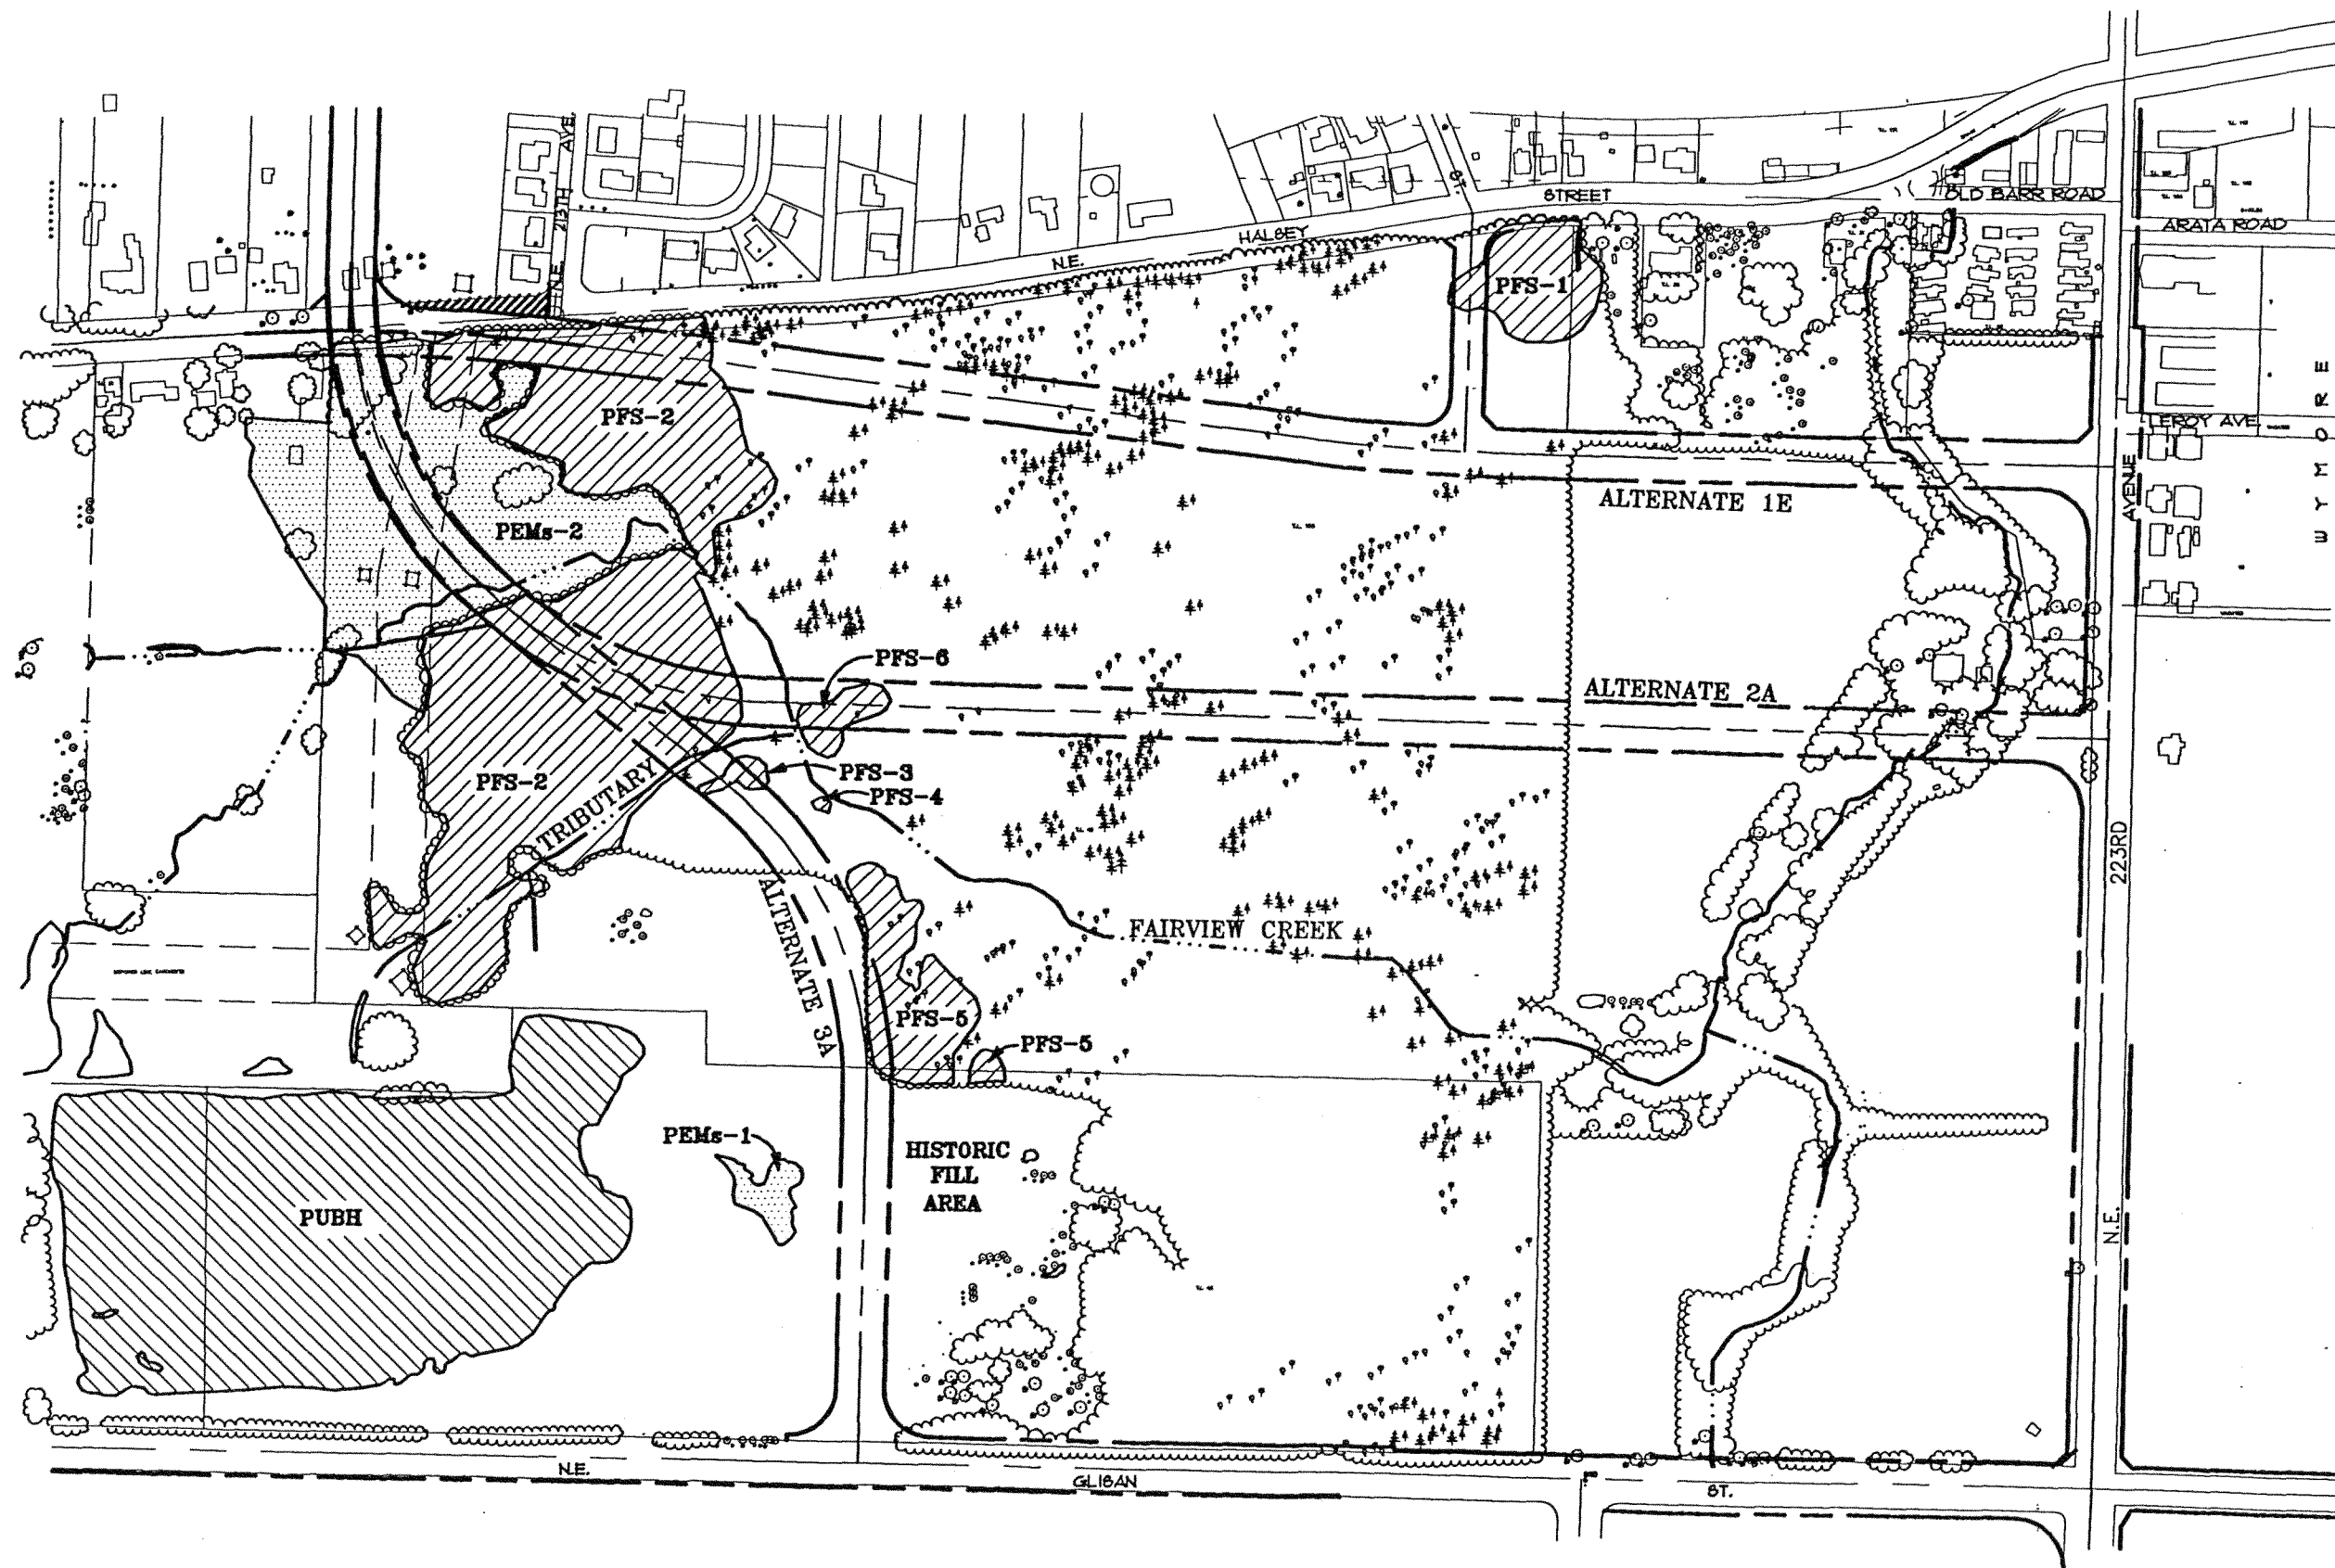 AVE.
213TH
N.E.
STREET
OLD BARR ROAD
ARATA ROAD
HALSEY
N.E.
PFS-1
WYMORE
PFS-2
LEROY AVE.
ALTERNATE 1E
AVENUE
PEMs-2
PFS-6
ALTERNATE 2A
PFS-3
PFS-2
PFS-4
TRIBUTARY
223RD
ALTERNATE 3A
FAIRVIEW CREEK
PFS-5
PFS-5
PEMs-1
HISTORIC
FILL
AREA
PUBH
N.E.
N.E.
GLISAN
ST.